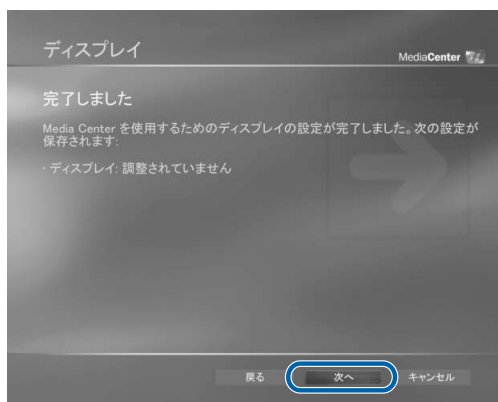 ディスプレイ
MediaCenter
完了しました
Media Center を使用するためのディスプレイの設定が完了しました。次の設定が
保存されます:
・ディスプレイ: 調整されていません
戻る 次へ キャンセル